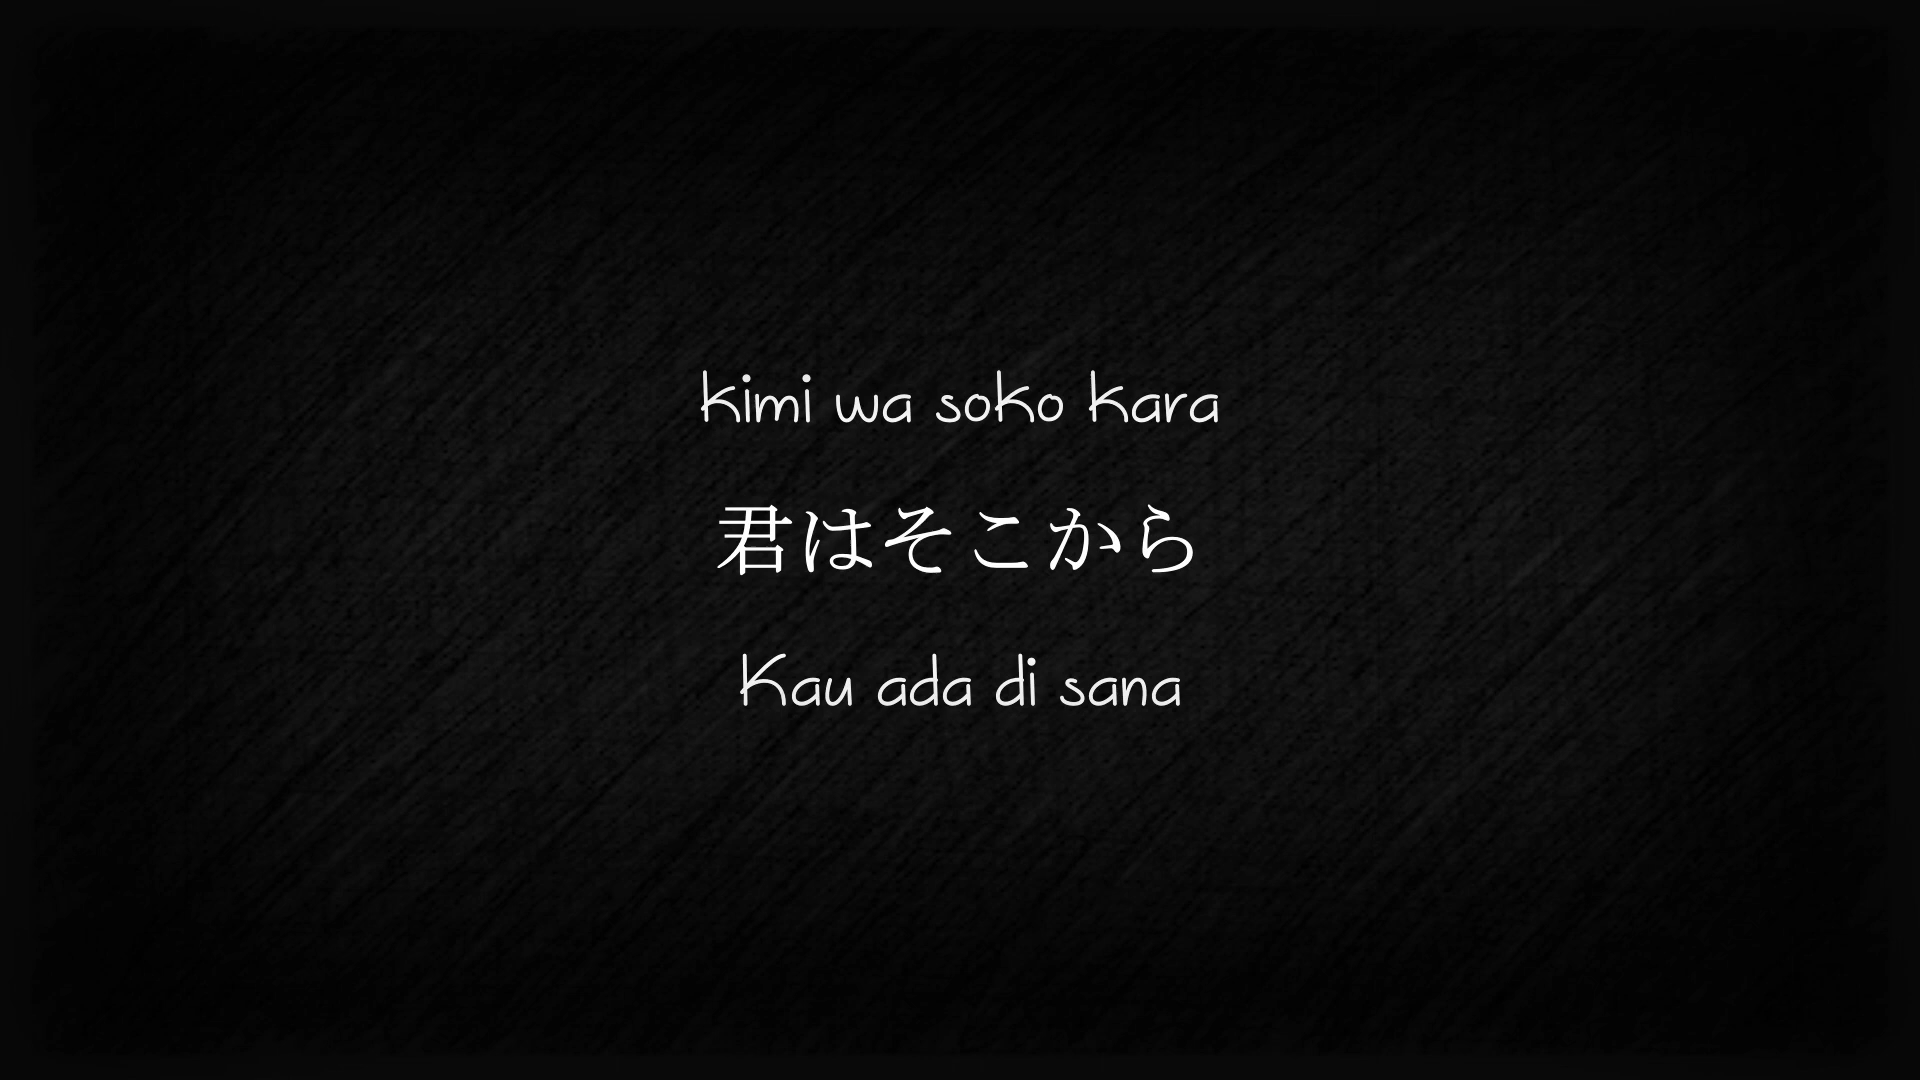 kimi wa soko kara
君はそこから
Kau ada di sana